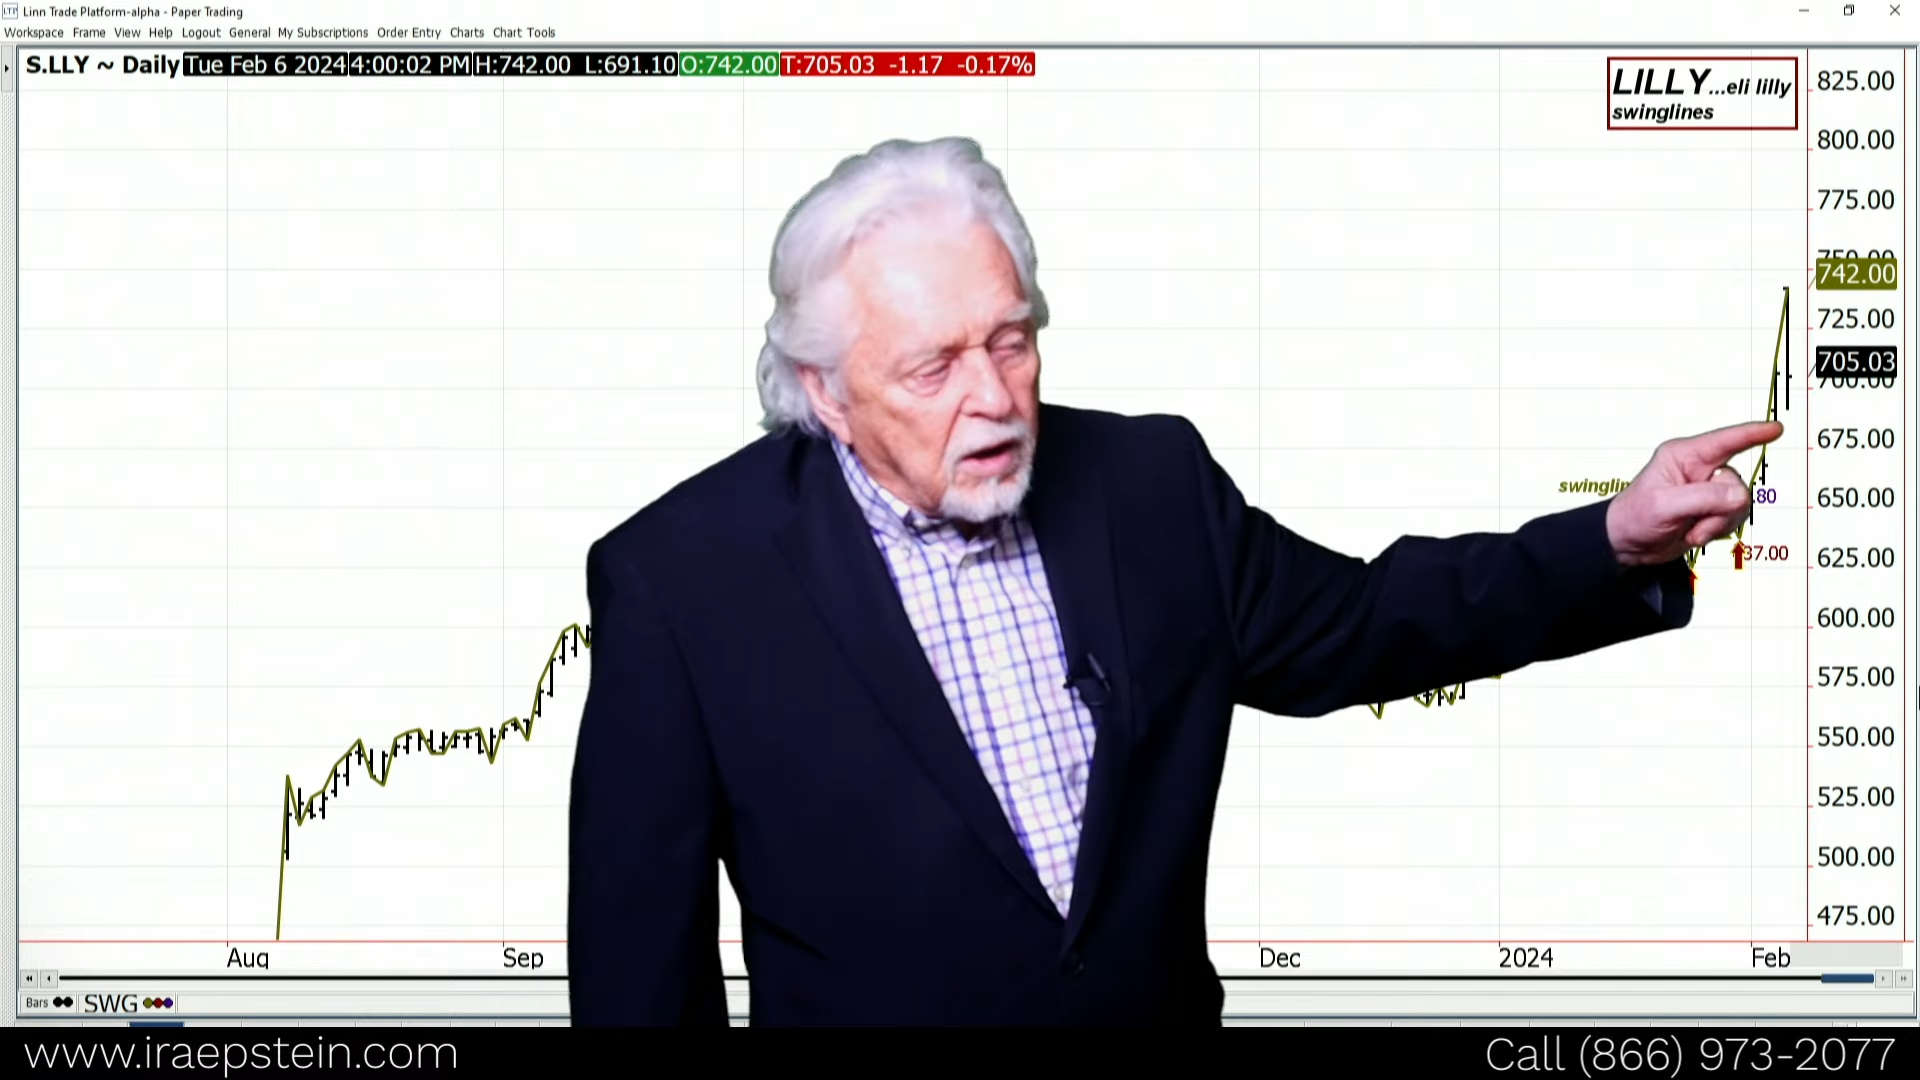 Linn Trade Platform-alpha - Paper Trading
Workspace Frame View Help Logout General My Subscriptions Order Entry Charts Chart Tools
S.LLY ~ Daily Tue Feb 6 2024 4:00:02 PM H:742.00 L:691.10 O:742.00 T:705.03 -1.17 -0.17%
LILLY...eli lilly
swinglines
825.00
800.00
775.00
750.00
742.00
725.00
705.03
700.00
675.00
650.00
625.00
600.00
575.00
550.00
525.00
500.00
475.00
.80
37.00
Aug Sep Dec 2024 Feb
Bars SWG
www.iraepstein.com
Call (866) 973-2077